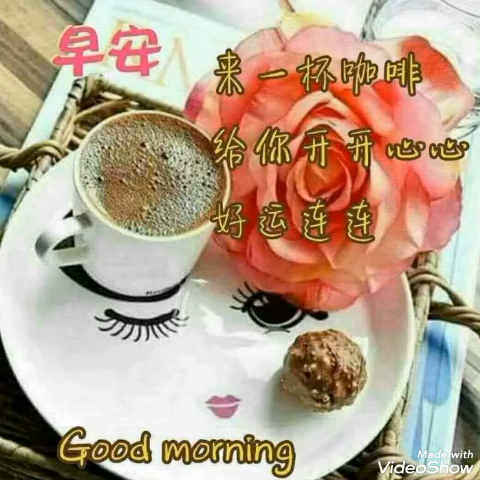 早安
来一杯咖啡
给你开开心心
好运连连
Good morning
Made with
VideoShow